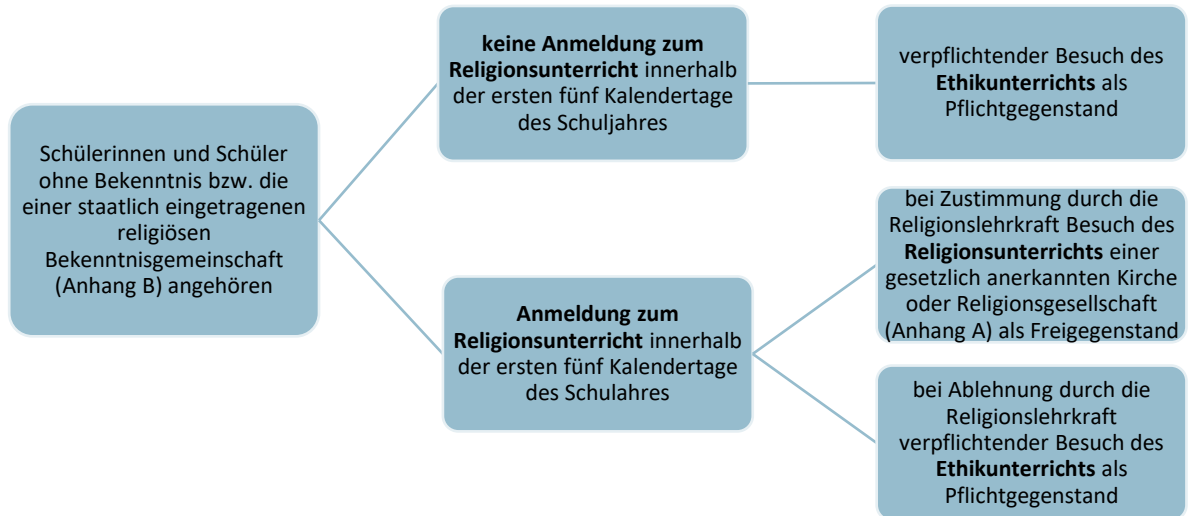 Schülerinnen und Schüler
ohne Bekenntnis bzw. die
einer staatlich eingetragenen
religiösen
Bekenntnisgemeinschaft
(Anhang B) angehören
keine Anmeldung zum
Religionsunterricht innerhalb
der ersten fünf Kalendertage
des Schuljahres
verpflichtender Besuch des
Ethikunterrichts als
Pflichtgegenstand
Anmeldung zum
Religionsunterricht innerhalb
der ersten fünf Kalendertage
des Schulahres
bei Zustimmung durch die
Religionslehrkraft Besuch des
Religionsunterrichts einer
gesetzlich anerkannten Kirche
oder Religionsgesellschaft
(Anhang A) als Freigegenstand
bei Ablehnung durch die
Religionslehrkraft
verpflichtender Besuch des
Ethikunterrichts als
Pflichtgegenstand